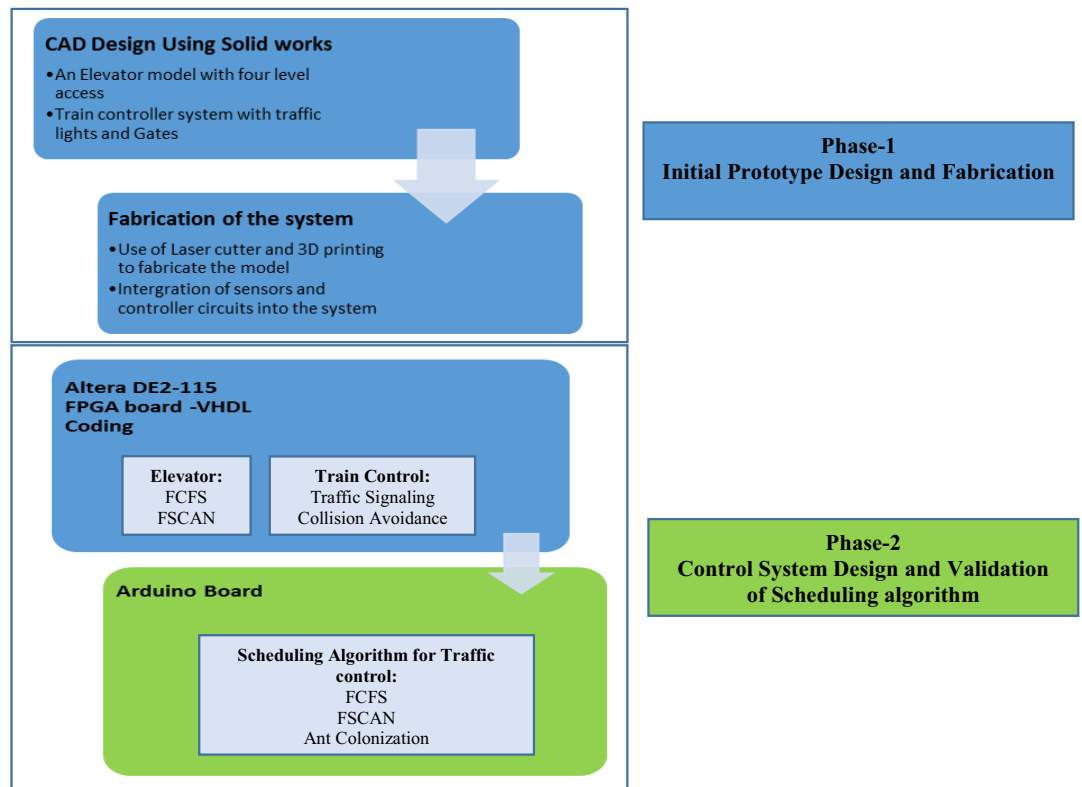 CAD Design Using Solid works
•An Elevator model with four level
access
•Train controller system with traffic
lights and Gates
Phase-1
Initial Prototype Design and Fabrication
Fabrication of the system
•Use of Laser cutter and 3D printing
to fabricate the model
•Intergration of sensors and
controller circuits into the system
Altera DE2-115
FPGA board -VHDL
Coding
Elevator:
FCFS
FSCAN
Train Control:
Traffic Signaling
Collision Avoidance
Phase-2
Control System Design and Validation
of Scheduling algorithm
Arduino Board
Scheduling Algorithm for Traffic
control:
FCFS
FSCAN
Ant Colonization